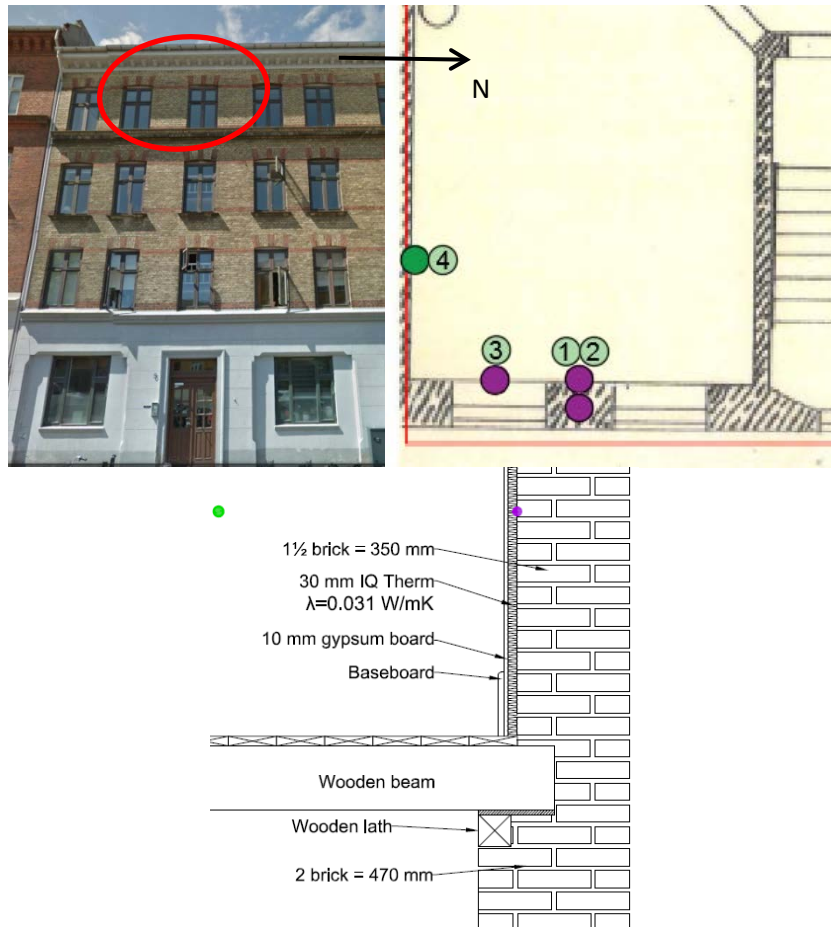 N
4
3
1 2
1½ brick = 350 mm
30 mm IQ Therm
λ=0.031 W/mK
10 mm gypsum board
Baseboard
Wooden beam
Wooden lath
2 brick = 470 mm